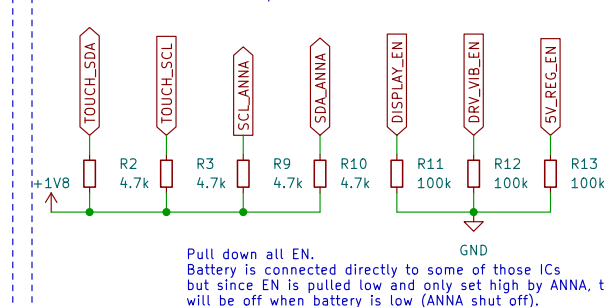 TOUCH_SDA
TOUCH_SCL
SCL_ANNA
SDA_ANNA
DISPLAY_EN
DRV_VIB_EN
5V_REG_EN
R2
4.7k
R3
4.7k
R9
4.7k
R10
4.7k
R11
100k
R12
100k
R13
100k
+1V8
GND
Pull down all EN.
Battery is connected directly to some of those ICs
but since EN is pulled low and only set high by ANNA,
will be off when battery is low (ANNA shut off).